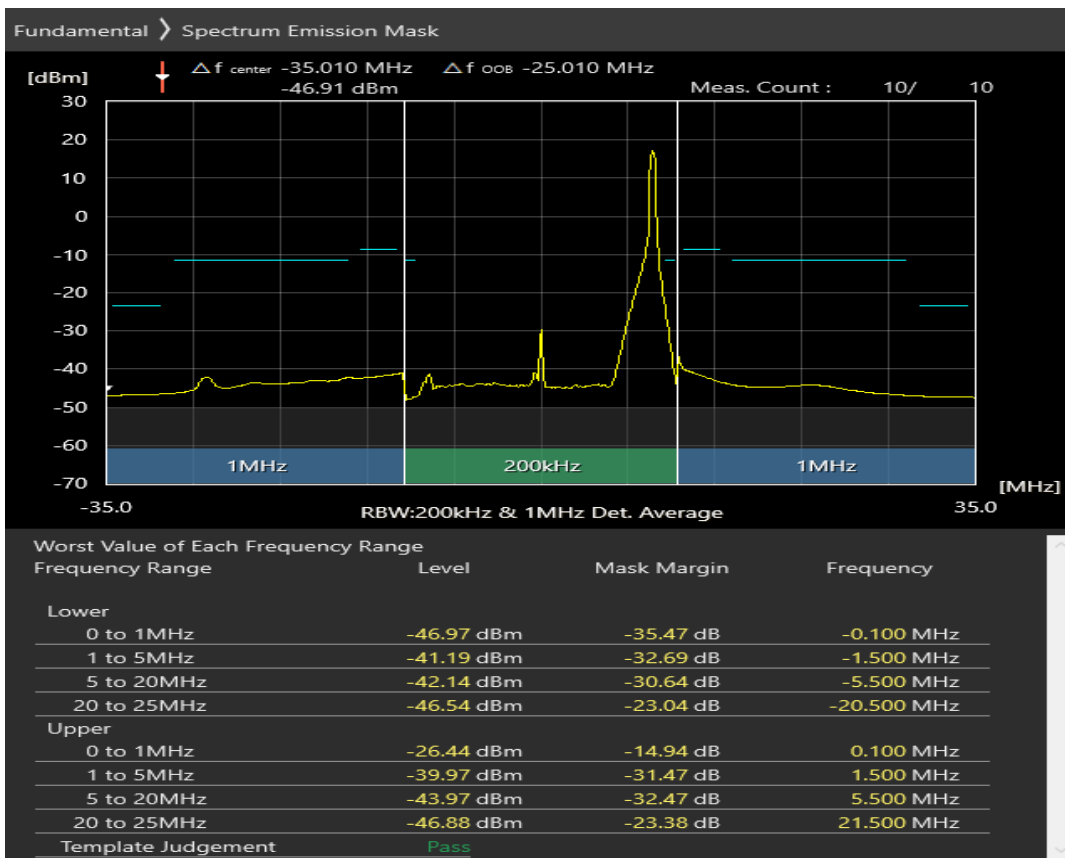 Fundamental > Spectrum Emission Mask
[dBm] △f center -35.010 MHz △f OOB -25.010 MHz
-46.91 dBm Meas. Count : 10/ 10
30
20
10
0
-10
-20
-30
-40
-50
-60
1MHz 200kHz 1MHz
-70
[MHz]
-35.0 RBW:200kHz & 1MHz Det. Average 35.0
Worst Value of Each Frequency Range
Frequency Range Level Mask Margin Frequency
Lower
0 to 1MHz -46.97 dBm -35.47 dB -0.100 MHz
1 to 5MHz -41.19 dBm -32.69 dB -1.500 MHz
5 to 20MHz -42.14 dBm -30.64 dB -5.500 MHz
20 to 25MHz -46.54 dBm -23.04 dB -20.500 MHz
Upper
0 to 1MHz -26.44 dBm -14.94 dB 0.100 MHz
1 to 5MHz -39.97 dBm -31.47 dB 1.500 MHz
5 to 20MHz -43.97 dBm -32.47 dB 5.500 MHz
20 to 25MHz -46.88 dBm -23.38 dB 21.500 MHz
Template Judgement Pass